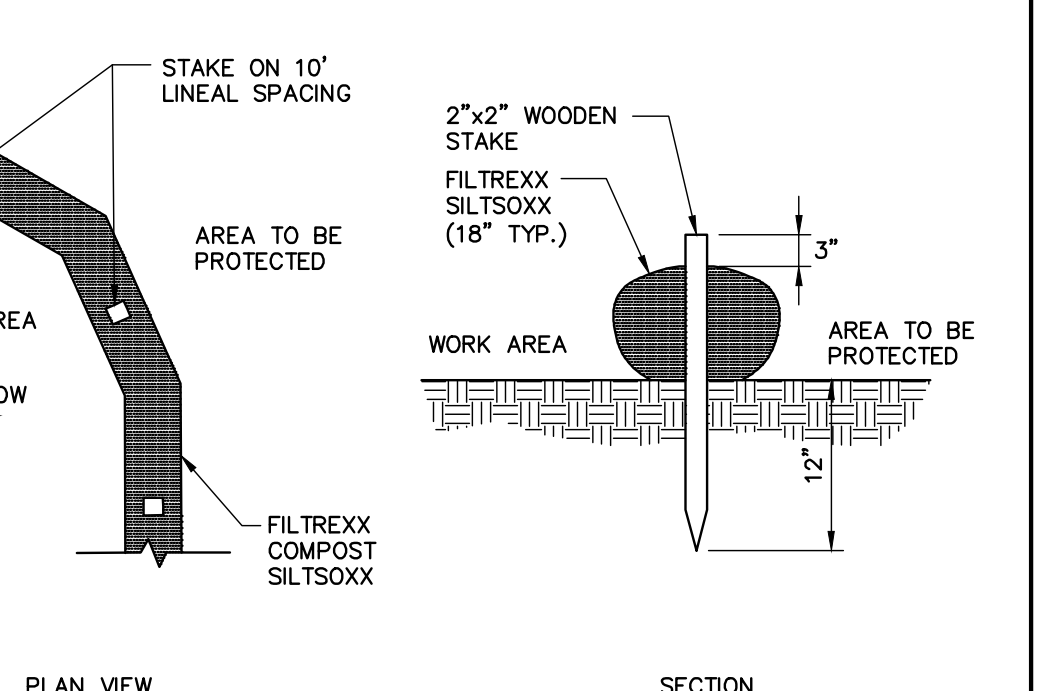 STAKE ON 10'
LINEAL SPACING
2"x2" WOODEN
STAKE
FILTREXX
SILTSOXX
(18" TYP.)
AREA TO BE
PROTECTED
3"
WORK AREA
AREA TO BE
PROTECTED
12"
FILTREXX
COMPOST
SILTSOXX
PLAN VIEW
SECTION